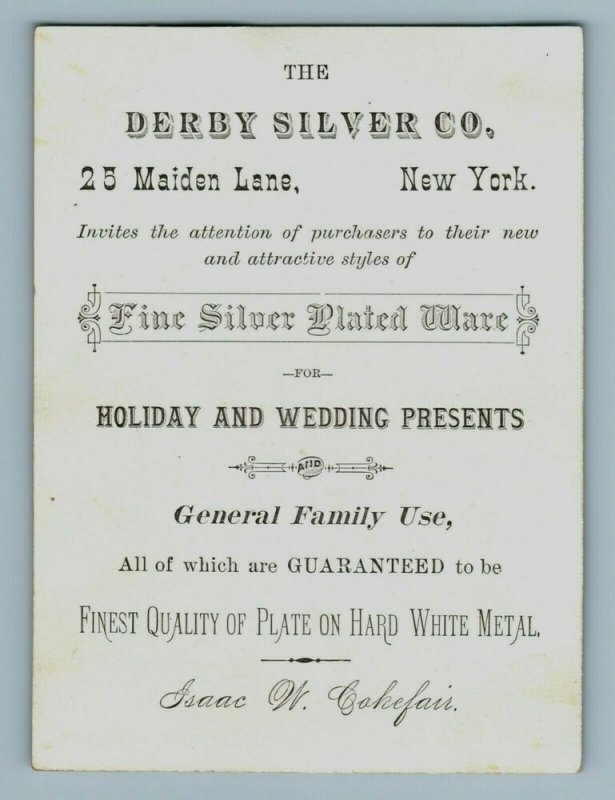 THE
DERBY SILVER CO.,
25 Maiden Lane, New York.
Invites the attention of purchasers to their new
and attractive styles of
Fine Silver Plated Ware
—FOR—
HOLIDAY AND WEDDING PRESENTS
AND
General Family Use,
All of which are GUARANTEED to be
FINEST QUALITY OF PLATE ON HARD WHITE METAL.
Isaac W. Cokefair.